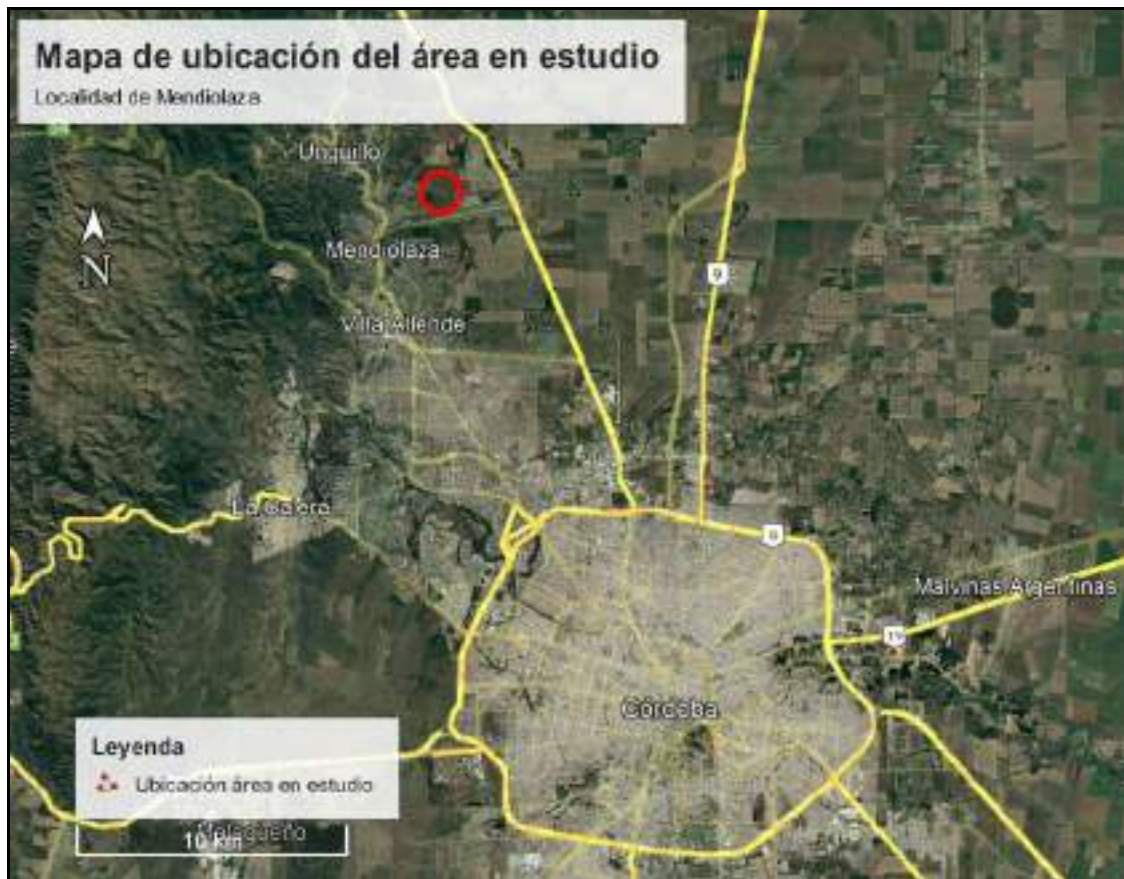 Mapa de ubicación del área en estudio
Localidad de Mendiolaza
Unquillo
N
Mendiolaza
9
Villa Allende
La Calera
9
Malvinas Argentinas
19
Córdoba
Leyenda
Ubicación área en estudio
Malagueño
10 km